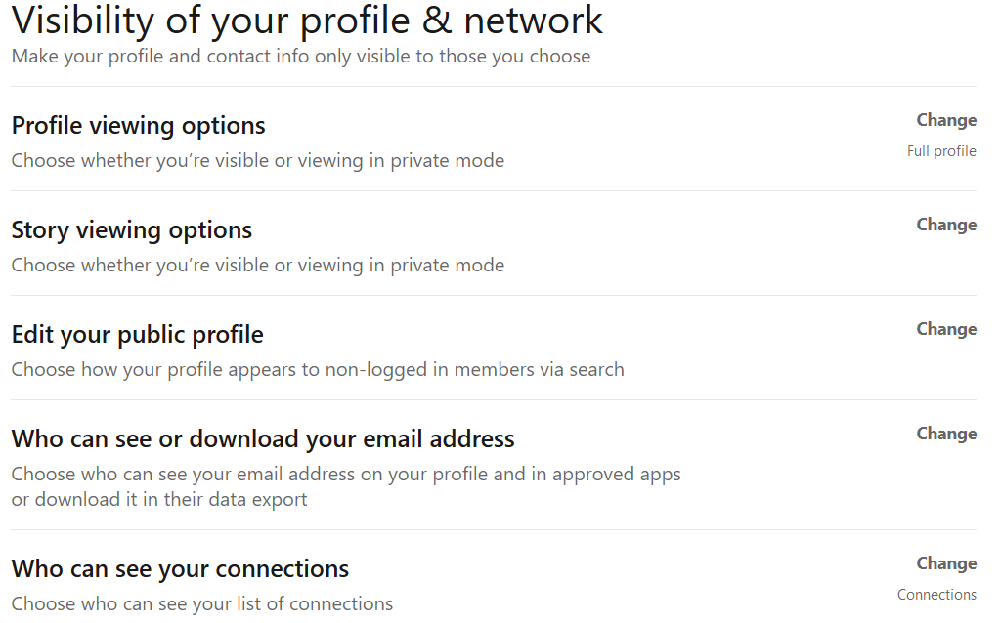 Visibility of your profile & network
Make your profile and contact info only visible to those you choose
Profile viewing options
Change
Choose whether you’re visible or viewing in private mode
Full profile
Story viewing options
Change
Choose whether you’re visible or viewing in private mode
Edit your public profile
Change
Choose how your profile appears to non-logged in members via search
Who can see or download your email address
Change
Choose who can see your email address on your profile and in approved apps
or download it in their data export
Who can see your connections
Change
Choose who can see your list of connections
Connections